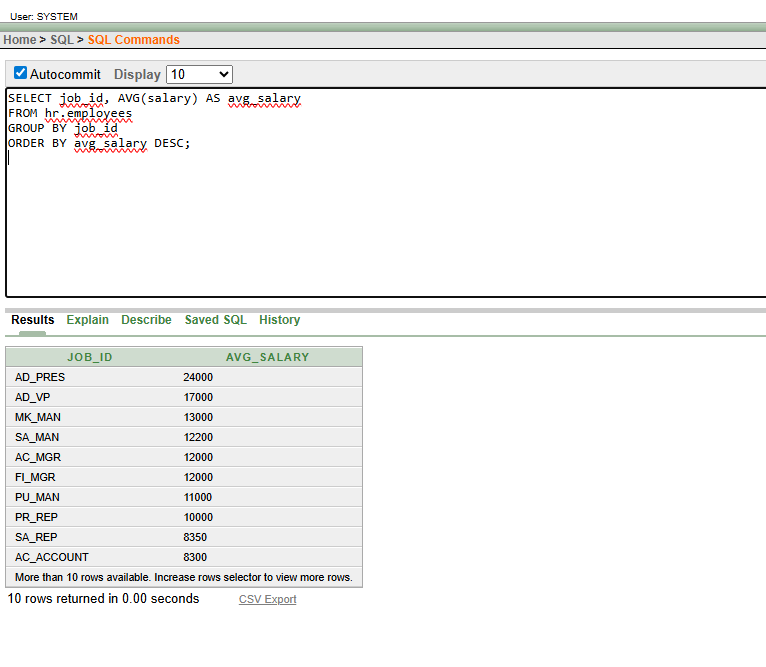 User: SYSTEM
Home > SQL > SQL Commands
Autocommit Display 10
SELECT job_id, AVG(salary) AS avg_salary
FROM hr.employees
GROUP BY job_id
ORDER BY avg_salary DESC;
Results Explain Describe Saved SQL History
JOB_ID AVG_SALARY
AD_PRES 24000
AD_VP 17000
MK_MAN 13000
SA_MAN 12200
AC_MGR 12000
FI_MGR 12000
PU_MAN 11000
PR_REP 10000
SA_REP 8350
AC_ACCOUNT 8300
More than 10 rows available. Increase rows selector to view more rows.
10 rows returned in 0.00 seconds CSV Export